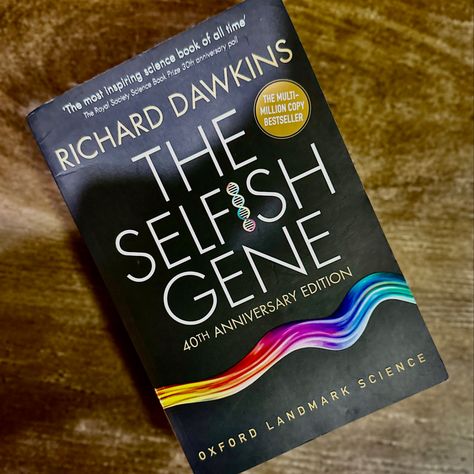 'The most inspiring science book of all time'
The Royal Society Science Book Prize 30th anniversary poll
RICHARD DAWKINS
THE MULTI-
MILLION COPY
BESTSELLER
THE
SELFISH
GENE
40TH ANNIVERSARY EDITION
OXFORD LANDMARK SCIENCE